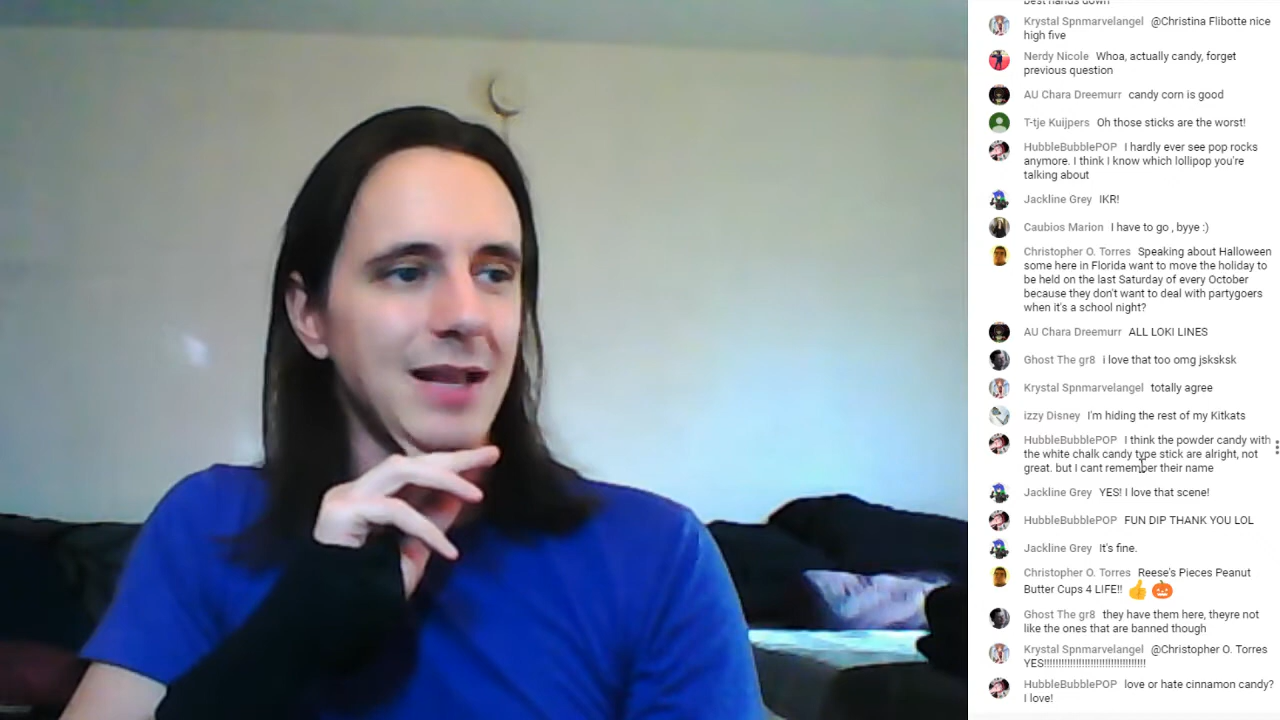 best hands down
Krystal Spnmarvelangel @Christina Flibotte nice
high five
Nerdy Nicole Whoa, actually candy, forget
previous question
AU Chara Dreemurr candy corn is good
T-tje Kuijpers Oh those sticks are the worst!
HubbleBubblePOP I hardly ever see pop rocks
anymore. I think I know which lollipop you're
talking about
Jackline Grey IKR!
Caubios Marion I have to go , byye :)
Christopher O. Torres Speaking about Halloween
some here in Florida want to move the holiday to
be held on the last Saturday of every October
because they don't want to deal with partygoers
when it's a school night?
AU Chara Dreemurr ALL LOKI LINES
Ghost The gr8 i love that too omg jsksksk
Krystal Spnmarvelangel totally agree
izzy Disney I'm hiding the rest of my Kitkats
HubbleBubblePOP I think the powder candy with
the white chalk candy type stick are alright, not
great. but I cant remember their name
Jackline Grey YES! I love that scene!
HubbleBubblePOP FUN DIP THANK YOU LOL
Jackline Grey It's fine.
Christopher O. Torres Reese's Pieces Peanut
Butter Cups 4 LIFE!! 👍 🎃
Ghost The gr8 they have them here, theyre not
like the ones that are banned though
Krystal Spnmarvelangel @Christopher O. Torres
YES!!!!!!!!!!!!!!!!!!!!!!!!!!!!!!!!!!
HubbleBubblePOP love or hate cinnamon candy?
I love!